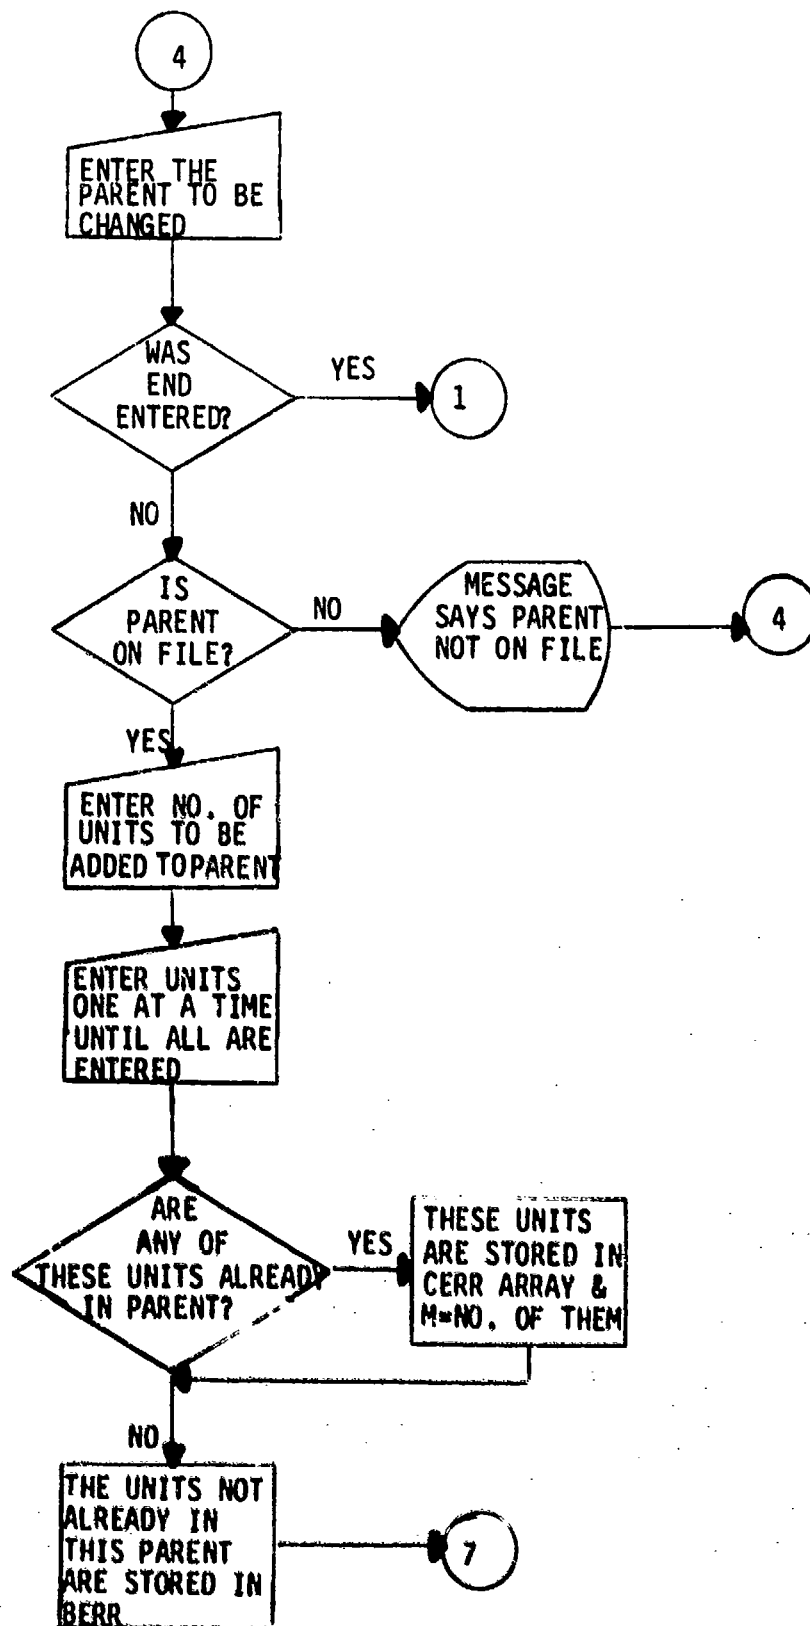 4
ENTER THE
PARENT TO BE
CHANGED
WAS
END
ENTERED?
YES
1
NO
IS
PARENT
ON FILE?
NO
MESSAGE
SAYS PARENT
NOT ON FILE
4
YES
ENTER NO. OF
UNITS TO BE
ADDED TO PARENT
ENTER UNITS
ONE AT A TIME
UNTIL ALL ARE
ENTERED
ARE
ANY OF
THESE UNITS ALREADY
IN PARENT?
YES
THESE UNITS
ARE STORED IN
CERR ARRAY &
M=NO. OF THEM
NO
THE UNITS NOT
ALREADY IN
THIS PARENT
ARE STORED IN
BERR
7